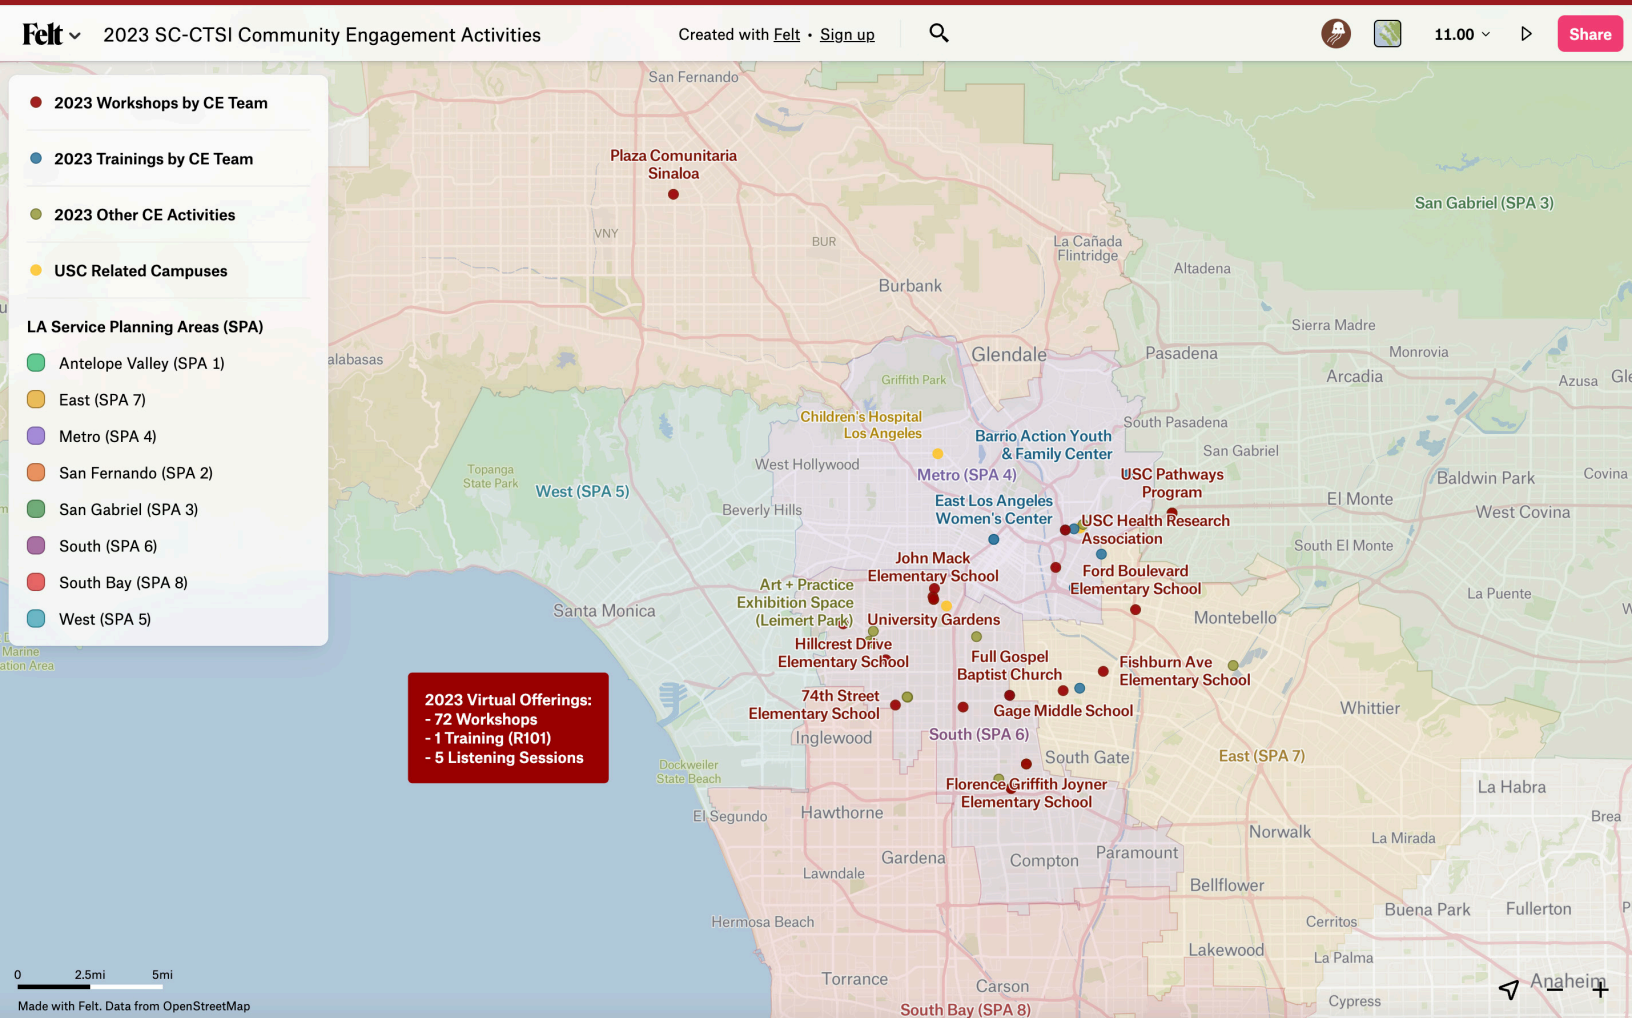 Felt
2023 SC-CTSI Community Engagement Activities
Created with Felt • Sign up
11.00
Share
2023 Workshops by CE Team
2023 Trainings by CE Team
2023 Other CE Activities
USC Related Campuses
LA Service Planning Areas (SPA)
Antelope Valley (SPA 1)
East (SPA 7)
Metro (SPA 4)
San Fernando (SPA 2)
San Gabriel (SPA 3)
South (SPA 6)
South Bay (SPA 8)
West (SPA 5)
San Fernando
Plaza Comunitaria
Sinaloa
San Gabriel (SPA 3)
VNY
BUR
La Cañada
Flintridge
Altadena
Burbank
Sierra Madre
Glendale
Pasadena
Monrovia
alabasas
Arcadia
Azusa
Griffith Park
Children's Hospital
Los Angeles
South Pasadena
Barrio Action Youth
& Family Center
San Gabriel
West Hollywood
Metro (SPA 4)
USC Pathways
Program
Topanga
State Park
West (SPA 5)
Baldwin Park
Covina
Beverly Hills
East Los Angeles
Women's Center
El Monte
West Covina
USC Health Research
Association
South El Monte
John Mack
Elementary School
Ford Boulevard
Elementary School
Art + Practice
Exhibition Space
(Leimert Park)
La Puente
Santa Monica
University Gardens
Montebello
Hillcrest Drive
Elementary School
Full Gospel
Baptist Church
Fishburn Ave
Elementary School
Marine
ation Area
74th Street
Elementary School
Gage Middle School
Whittier
2023 Virtual Offerings:
- 72 Workshops
- 1 Training (R101)
- 5 Listening Sessions
Inglewood
South (SPA 6)
South Gate
East (SPA 7)
Dockweiler
State Beach
Florence Griffith Joyner
Elementary School
La Habra
El Segundo
Hawthorne
Brea
Norwalk
La Mirada
Gardena
Compton
Paramount
Lawndale
Bellflower
Buena Park
Fullerton
Hermosa Beach
Cerritos
Lakewood
La Palma
Torrance
Carson
Anaheim
Cypress
South Bay (SPA 8)
0 2.5mi 5mi
Made with Felt. Data from OpenStreetMap